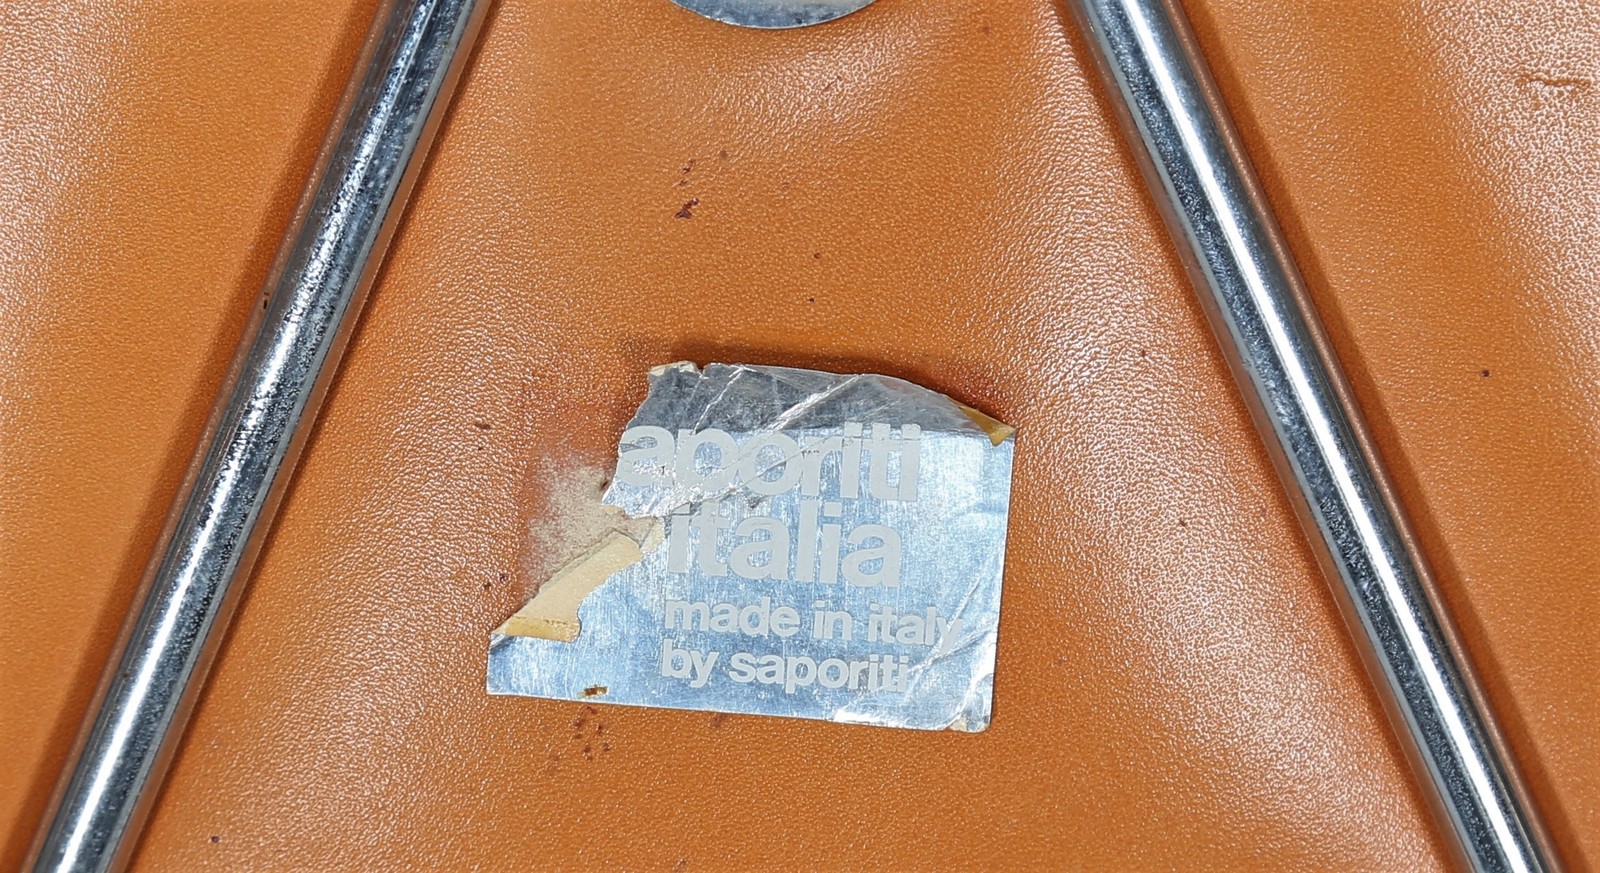 aporiti
italia
made in italy
by saporiti